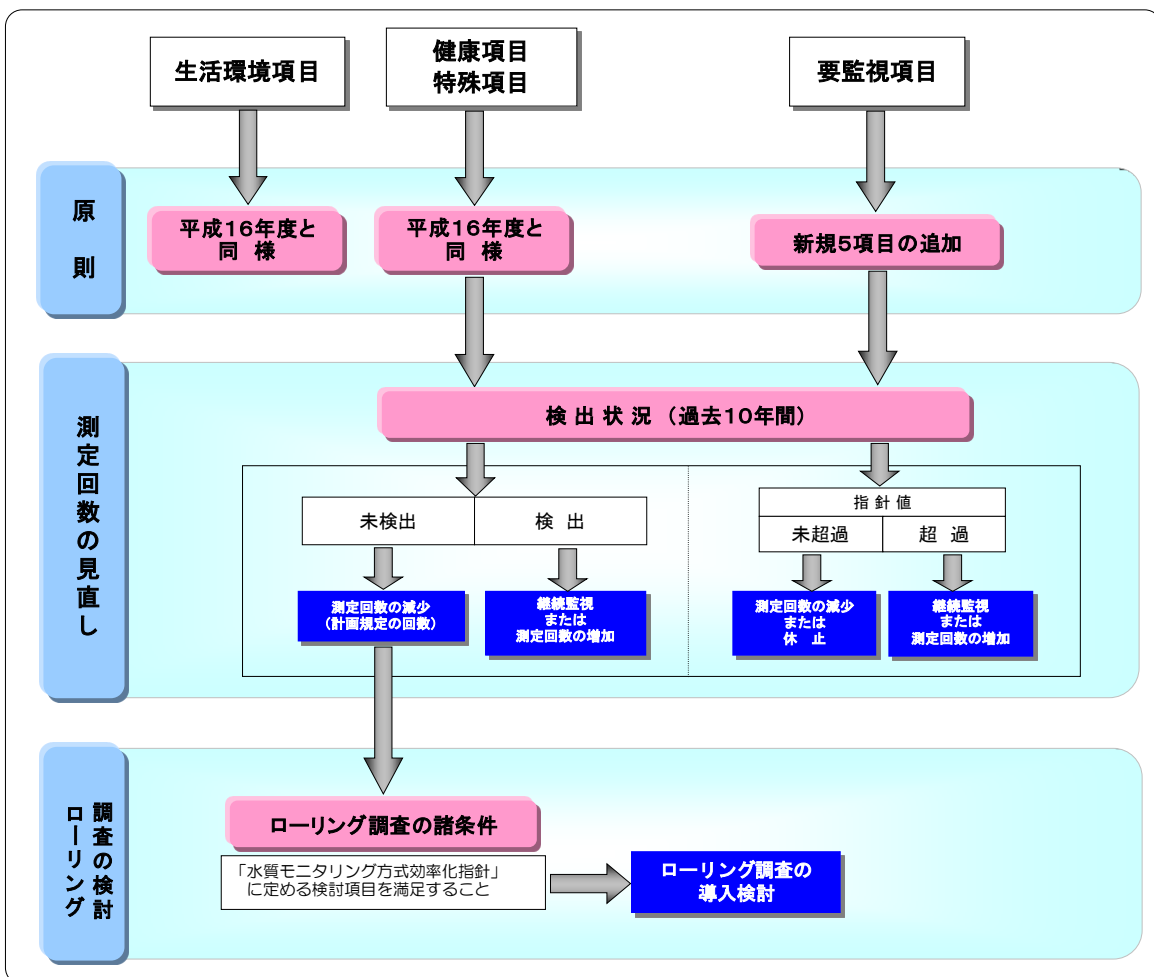 生活環境項目
健康項目
特殊項目
要監視項目
原則
平成16年度と
同 様
平成16年度と
同 様
新規5項目の追加
測定回数の見直し
検 出 状 況 （過去10年間）
未検出
検 出
指 針 値
未超過
超 過
測定回数の減少
（計画規定の回数）
継続監視
または
測定回数の増加
測定回数の減少
または
休 止
継続監視
または
測定回数の増加
ローリング
調査の検討
ローリング調査の諸条件
「水質モニタリング方式効率化指針」
に定める検討項目を満足すること
ローリング調査の
導入検討